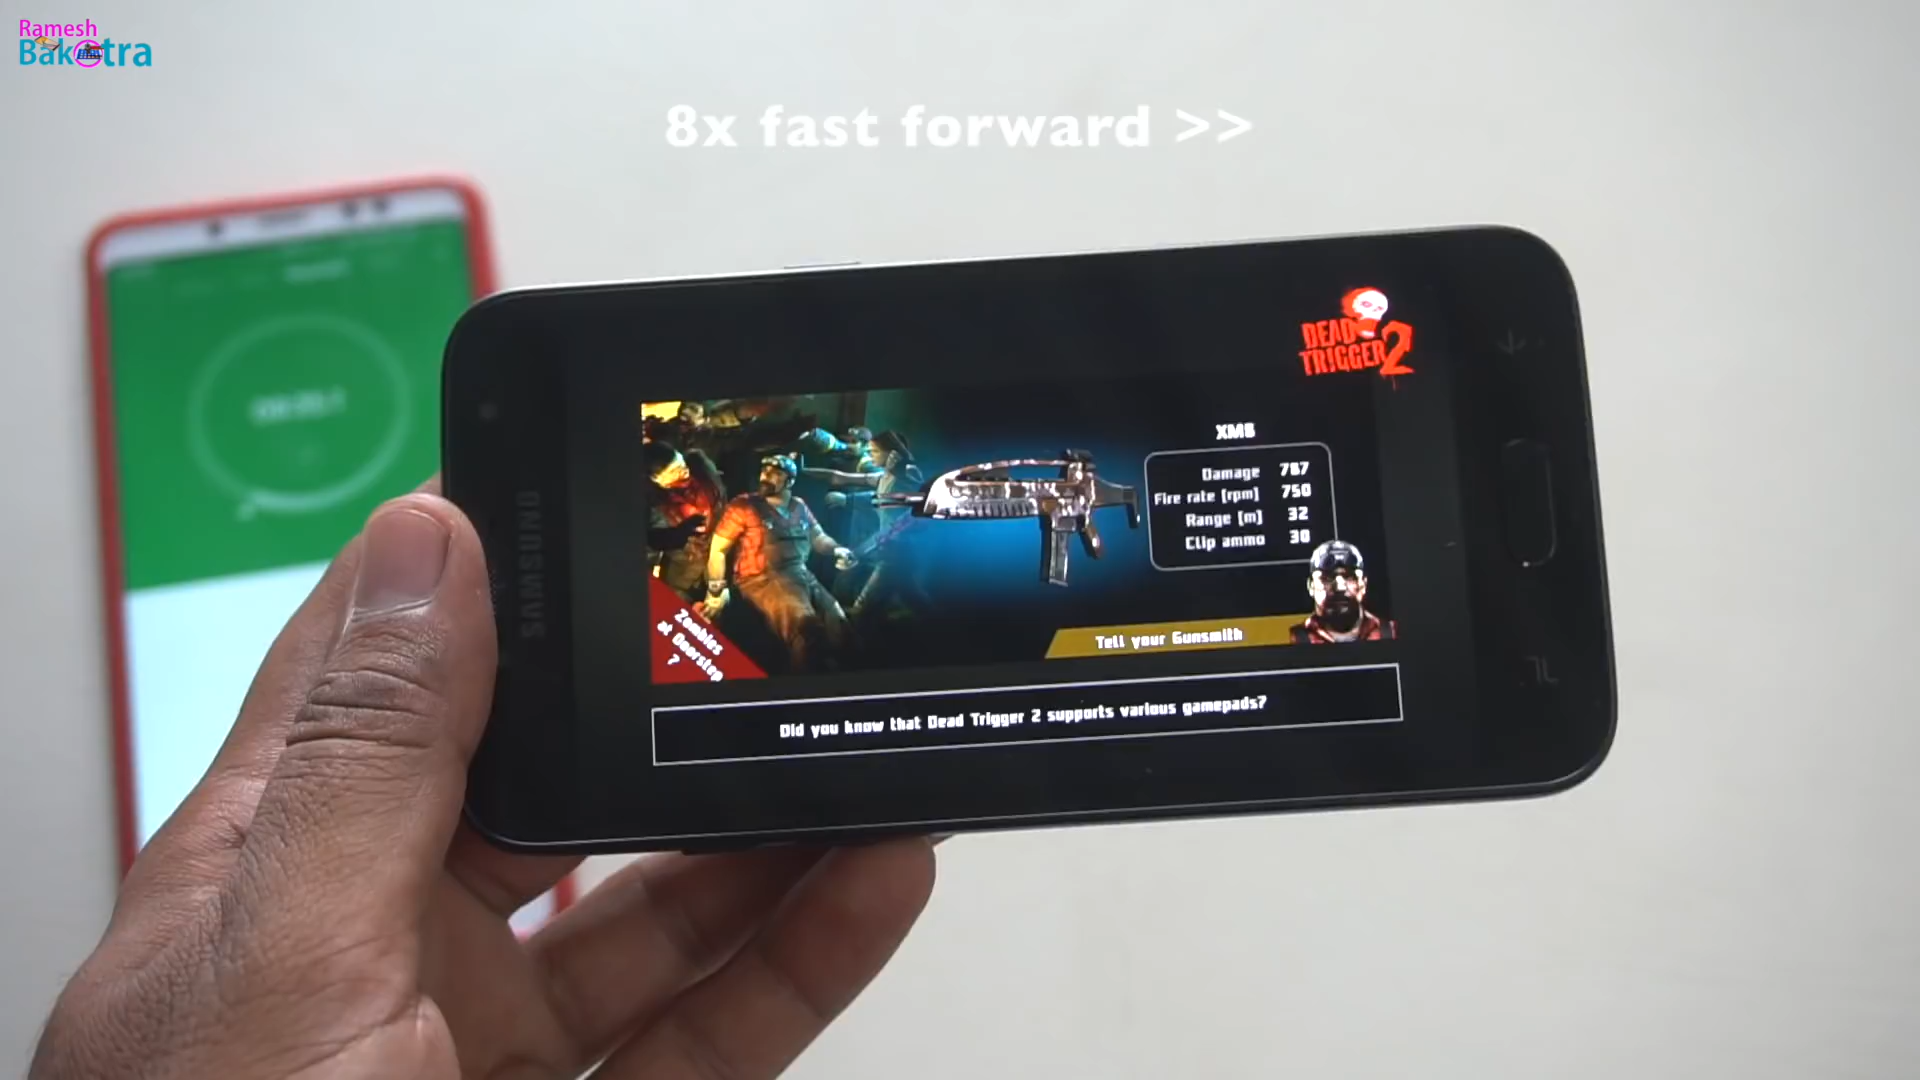 Ramesh
Bakotra
8x fast forward >>
SAMSUNG
DEAD
TRIGGER 2
XM8
Damage 787
Fire rate [rpm] 750
Range [m] 32
Clip ammo 30
Zombies
at Doorstep
?
Tell your Gunsmith
Did you know that Dead Trigger 2 supports various gamepads?